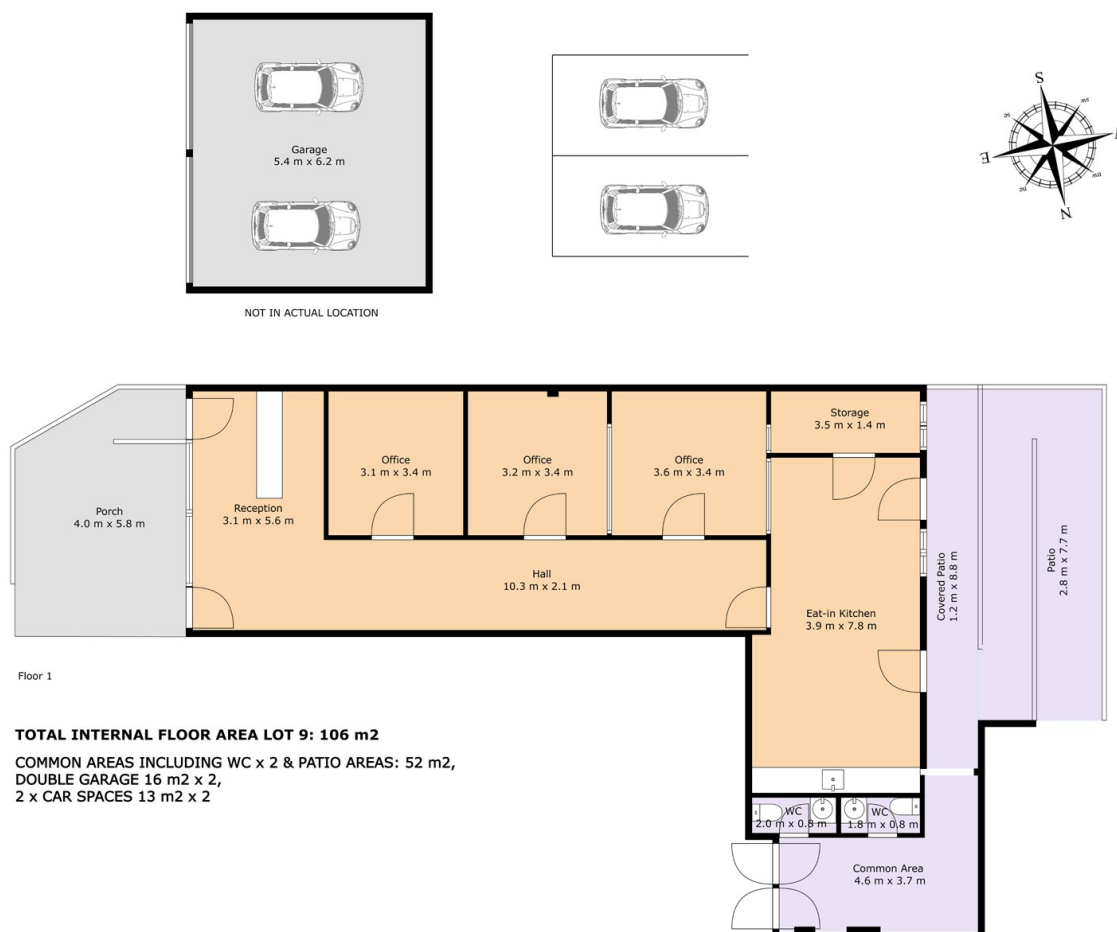 S
sw
se
E
N
nw
ne
Garage
5.4 m x 6.2 m
NOT IN ACTUAL LOCATION
Storage
3.5 m x 1.4 m
Office
3.1 m x 3.4 m
Office
3.2 m x 3.4 m
Office
3.6 m x 3.4 m
Porch
4.0 m x 5.8 m
Reception
3.1 m x 5.6 m
Hall
10.3 m x 2.1 m
Eat-in Kitchen
3.9 m x 7.8 m
Covered Patio
1.2 m x 8.8 m
Patio
2.8 m x 7.7 m
Floor 1
TOTAL INTERNAL FLOOR AREA LOT 9: 106 m2
COMMON AREAS INCLUDING WC x 2 & PATIO AREAS: 52 m2,
DOUBLE GARAGE 16 m2 x 2,
2 x CAR SPACES 13 m2 x 2
WC
2.0 m x 0.8 m
WC
1.8 m x 0.8 m
Common Area
4.6 m x 3.7 m